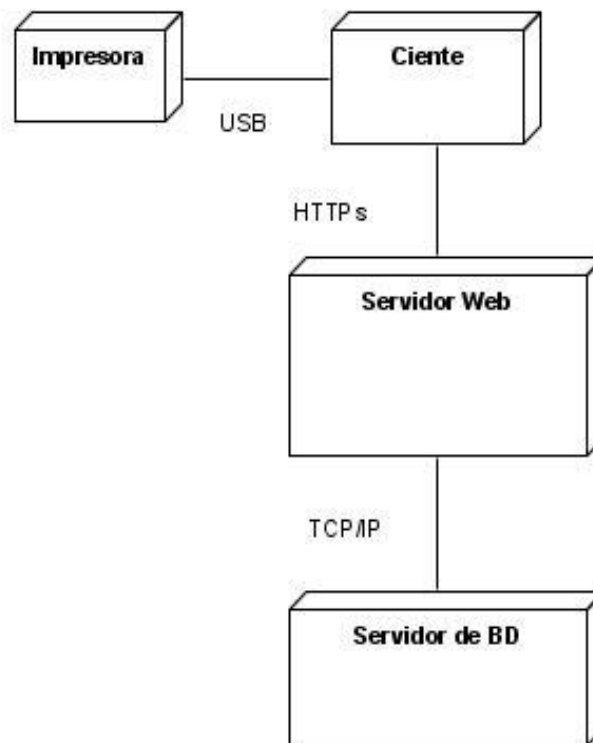 Impresora
Ciente
USB
HTTPs
Servidor Web
TCP/IP
Servidor de BD